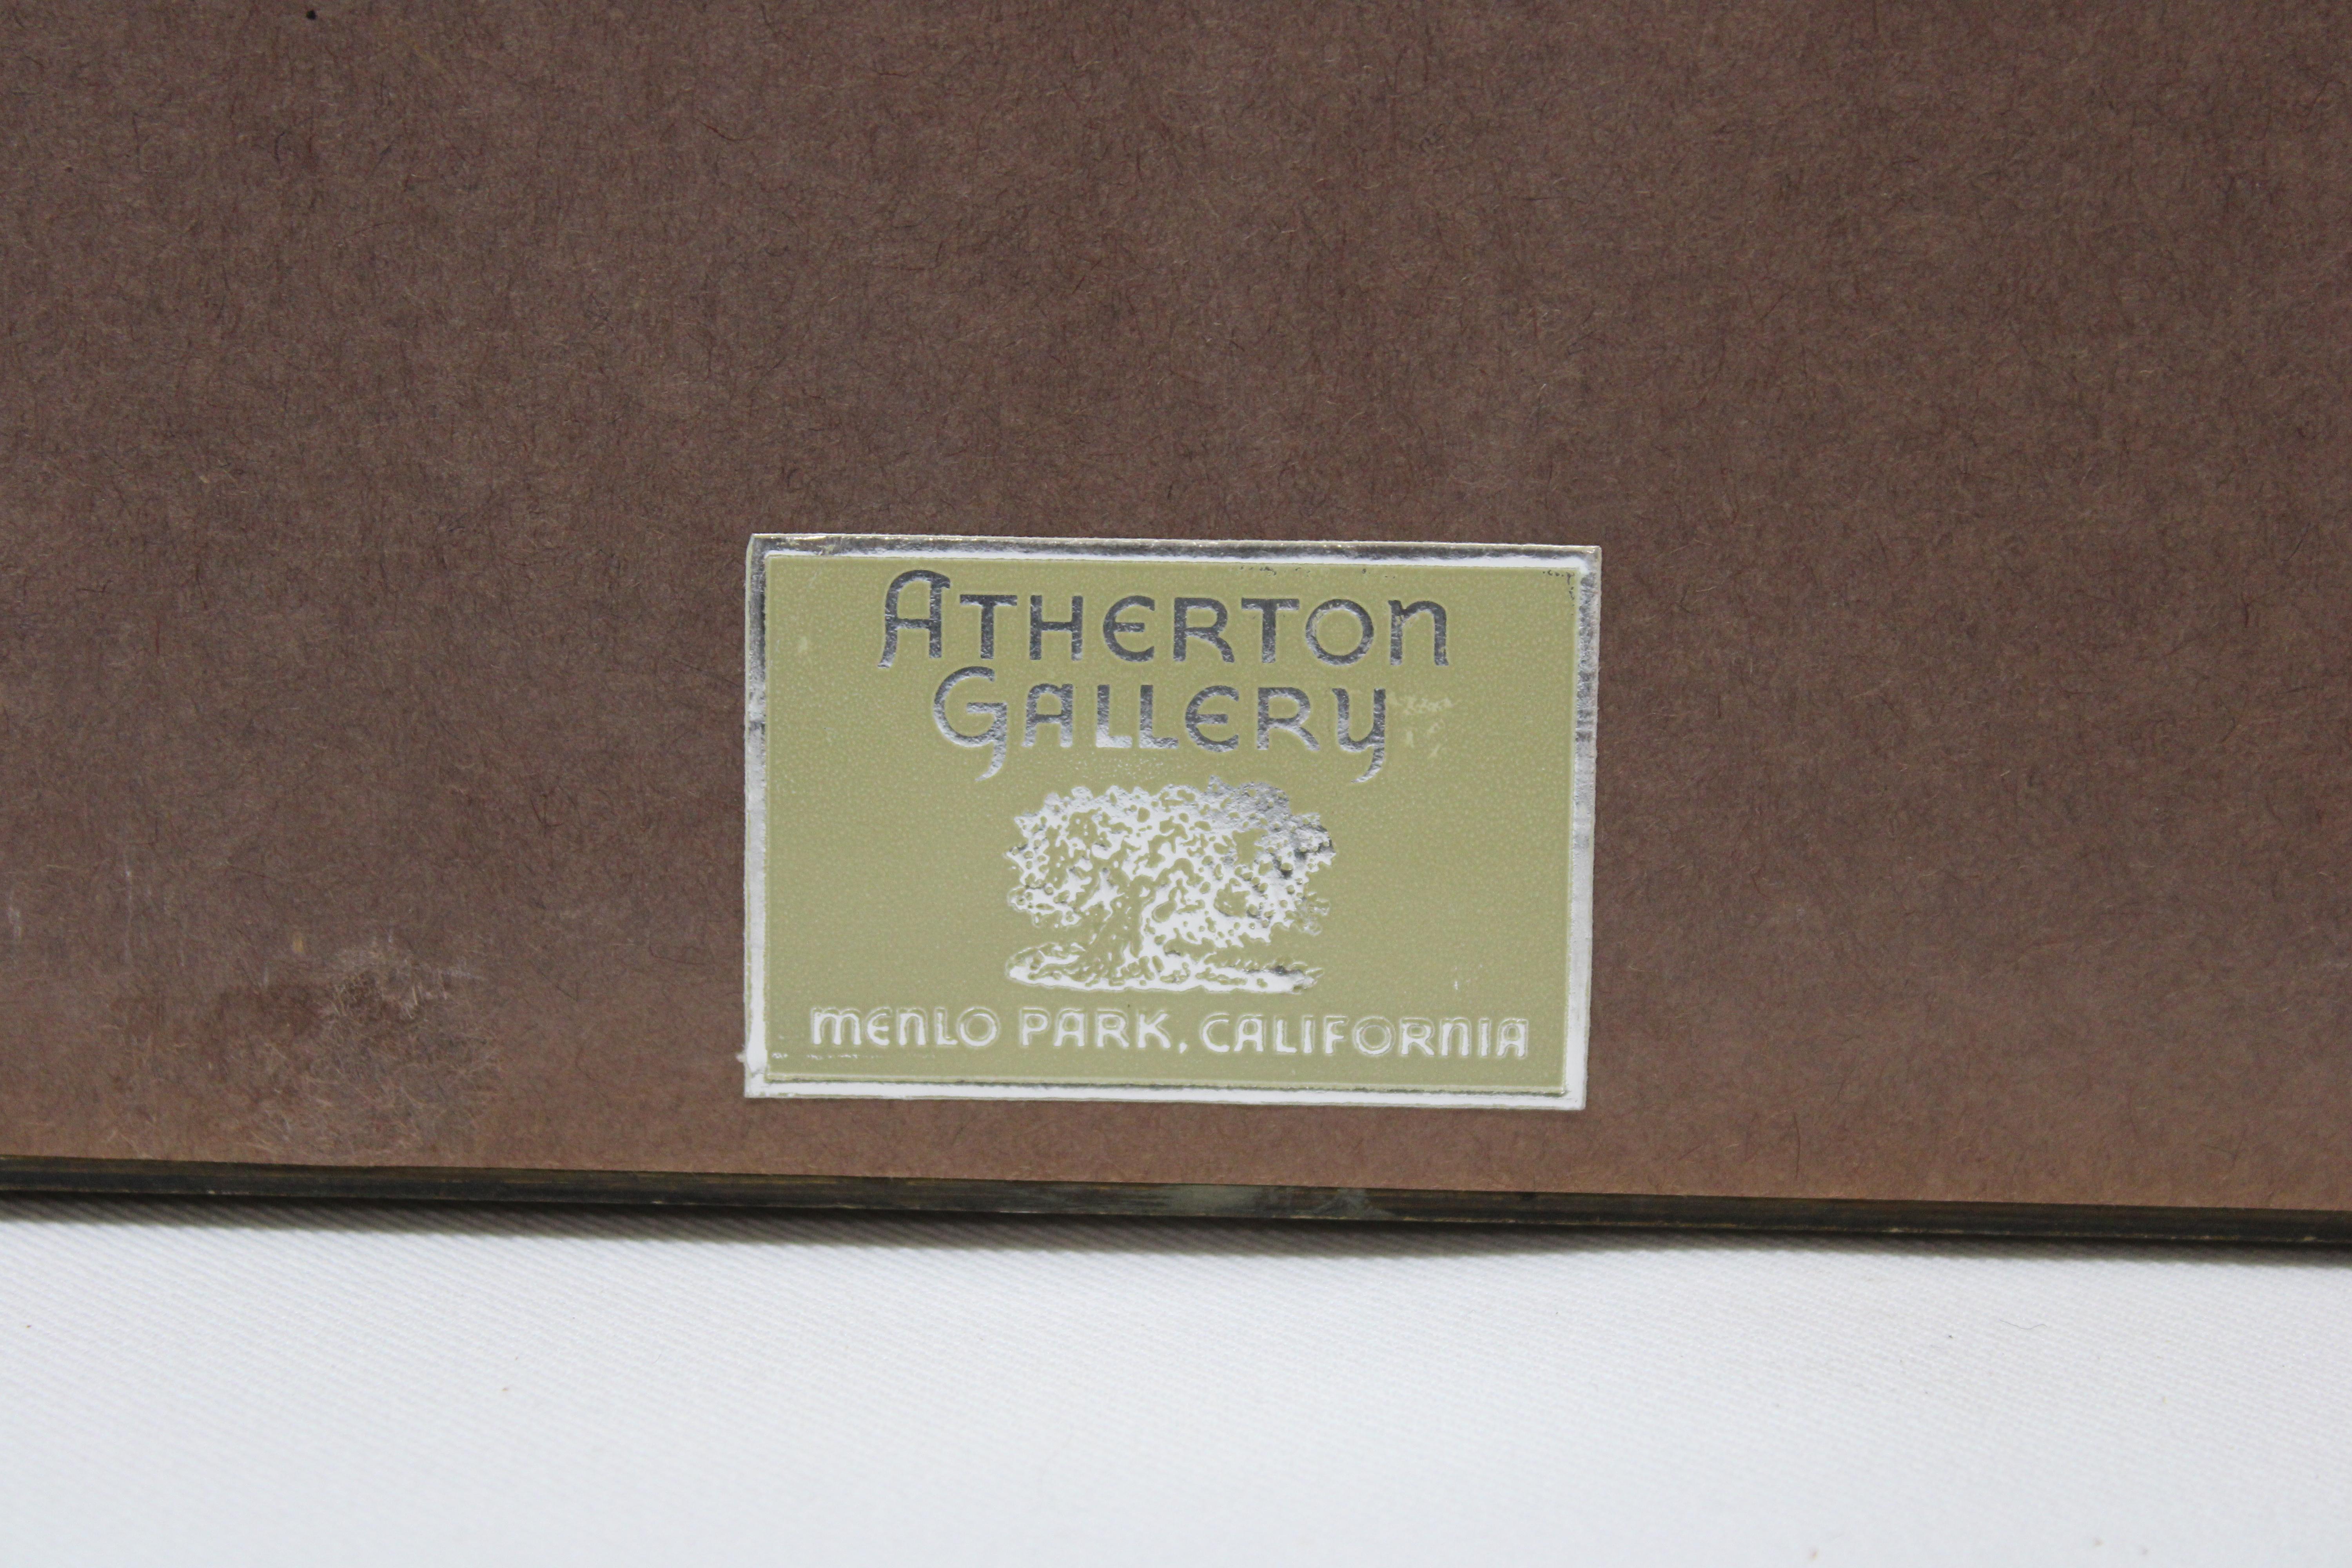 ATHERTON
GALLERY
MENLO PARK, CALIFORNIA